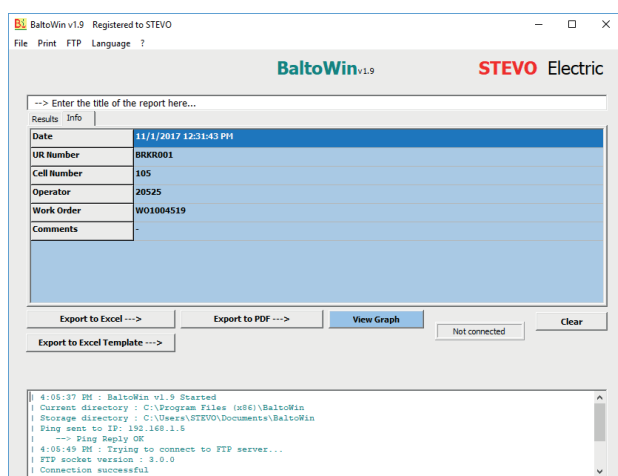 BaltoWin v1.9 Registered to STEVO
File Print FTP Language ?
BaltoWin v1.9 STEVO Electric
--> Enter the title of the report here...
Results Info
Date 11/1/2017 12:31:43 PM
UR Number BRKR001
Cell Number 105
Operator 20525
Work Order WO1004519
Comments -
Export to Excel ---> Export to PDF ---> View Graph Not connected Clear
Export to Excel Template --->
| 4:05:37 PM : BaltoWin v1.9 Started
| Current directory : C:\Program Files (x86)\BaltoWin
| Storage directory : C:\Users\STEVO\Documents\BaltoWin
| Ping sent to IP: 192.168.1.5
| --> Ping Reply OK
| 4:05:49 PM : Trying to connect to FTP server...
| FTP socket version : 3.0.0
| Connection successful